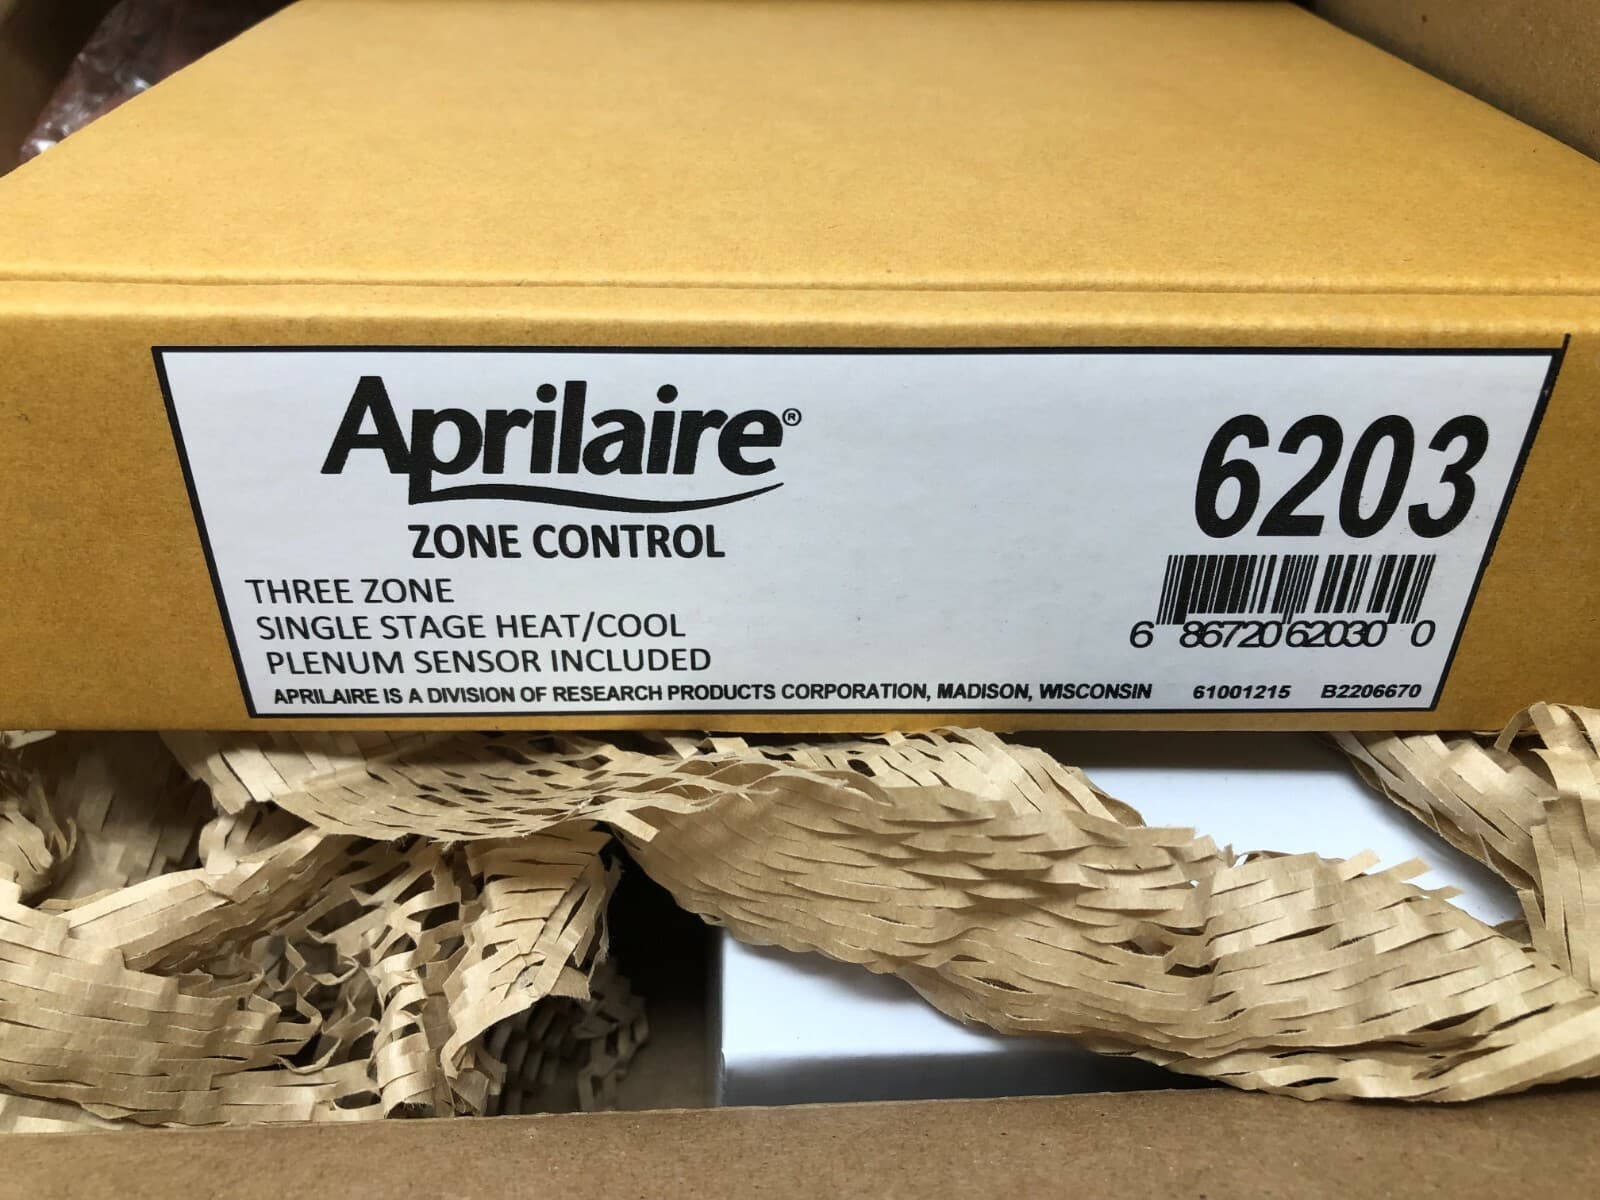 Aprilaire®
ZONE CONTROL
THREE ZONE
SINGLE STAGE HEAT/COOL
PLENUM SENSOR INCLUDED
APRILAIRE IS A DIVISION OF RESEARCH PRODUCTS CORPORATION, MADISON, WISCONSIN
6203
6 86720 62030 0
61001215 B2206670